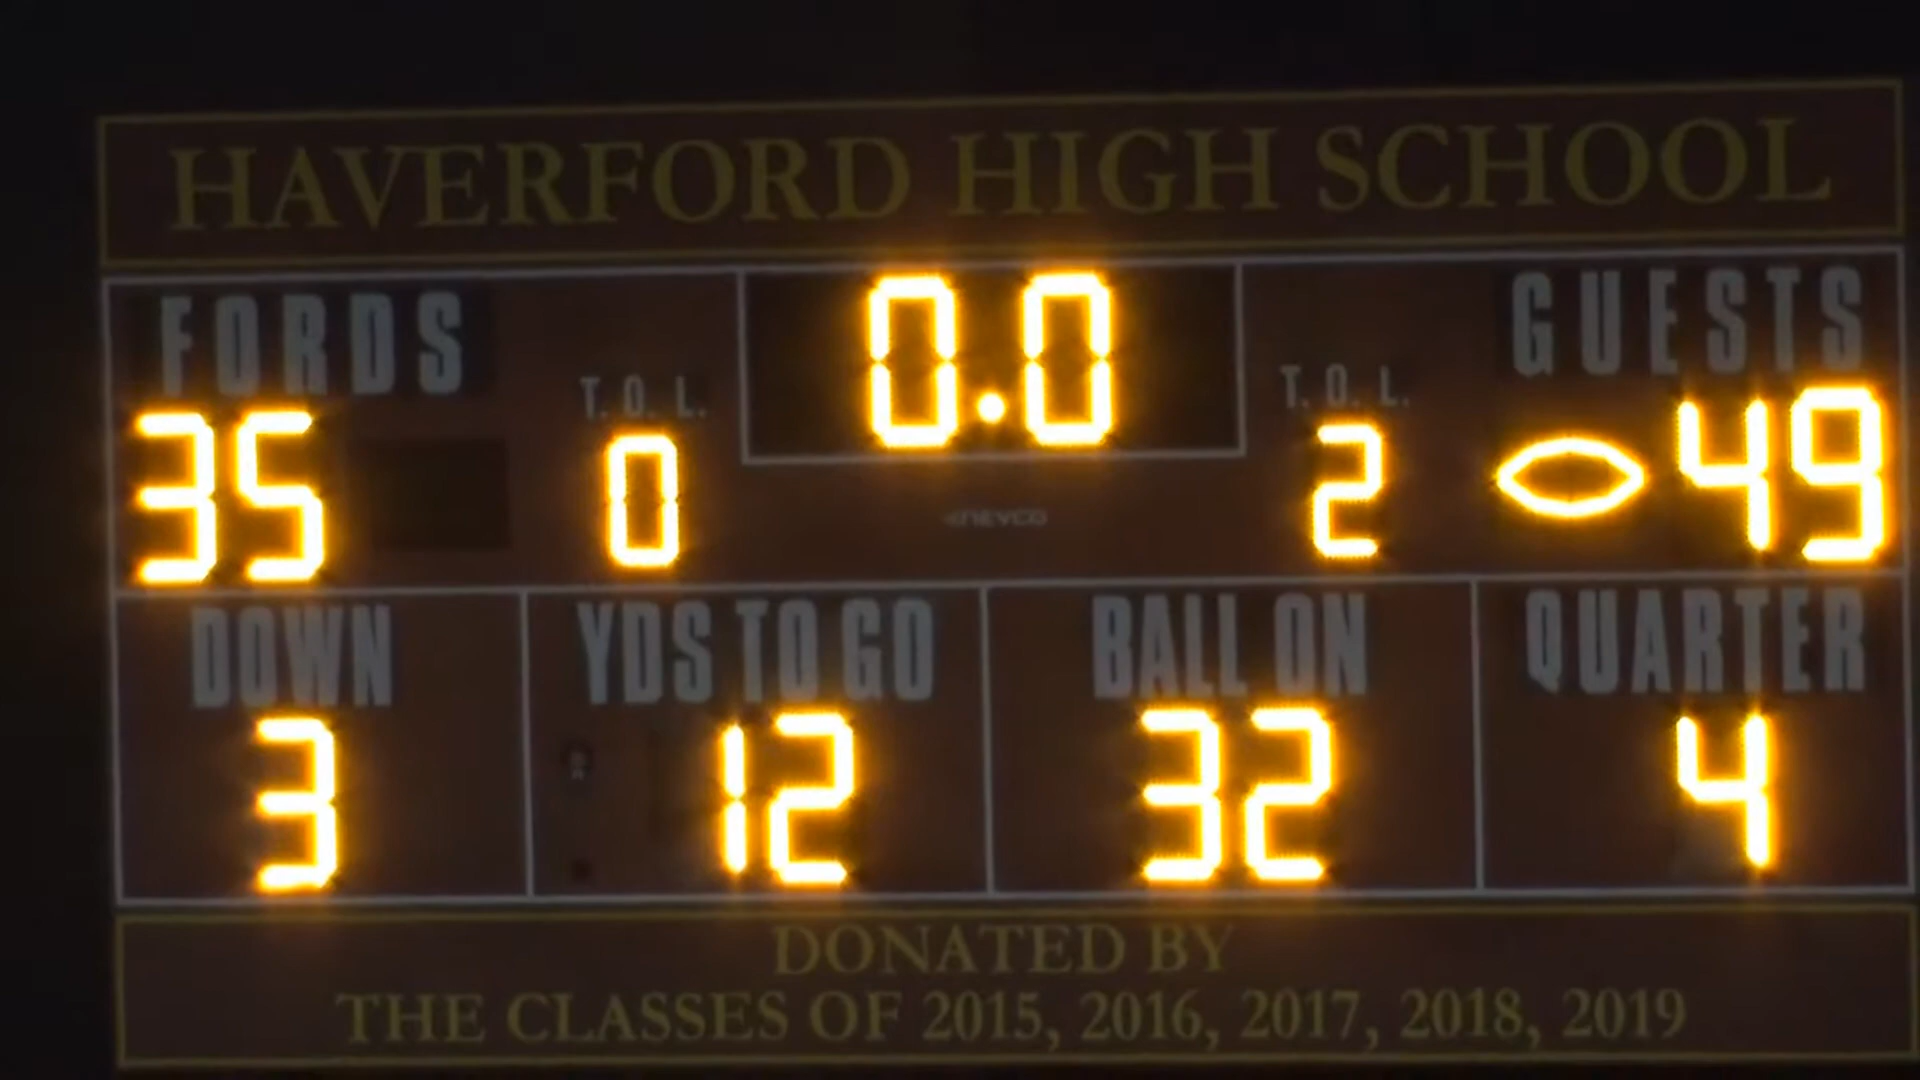 HAVERFORD HIGH SCHOOL
FORDS 0.0 GUESTS
T.O.L. T.O.L.
35 0 2 49
NEVCO
DOWN YDS TO GO BALL ON QUARTER
3 12 32 4
DONATED BY
THE CLASSES OF 2015, 2016, 2017, 2018, 2019